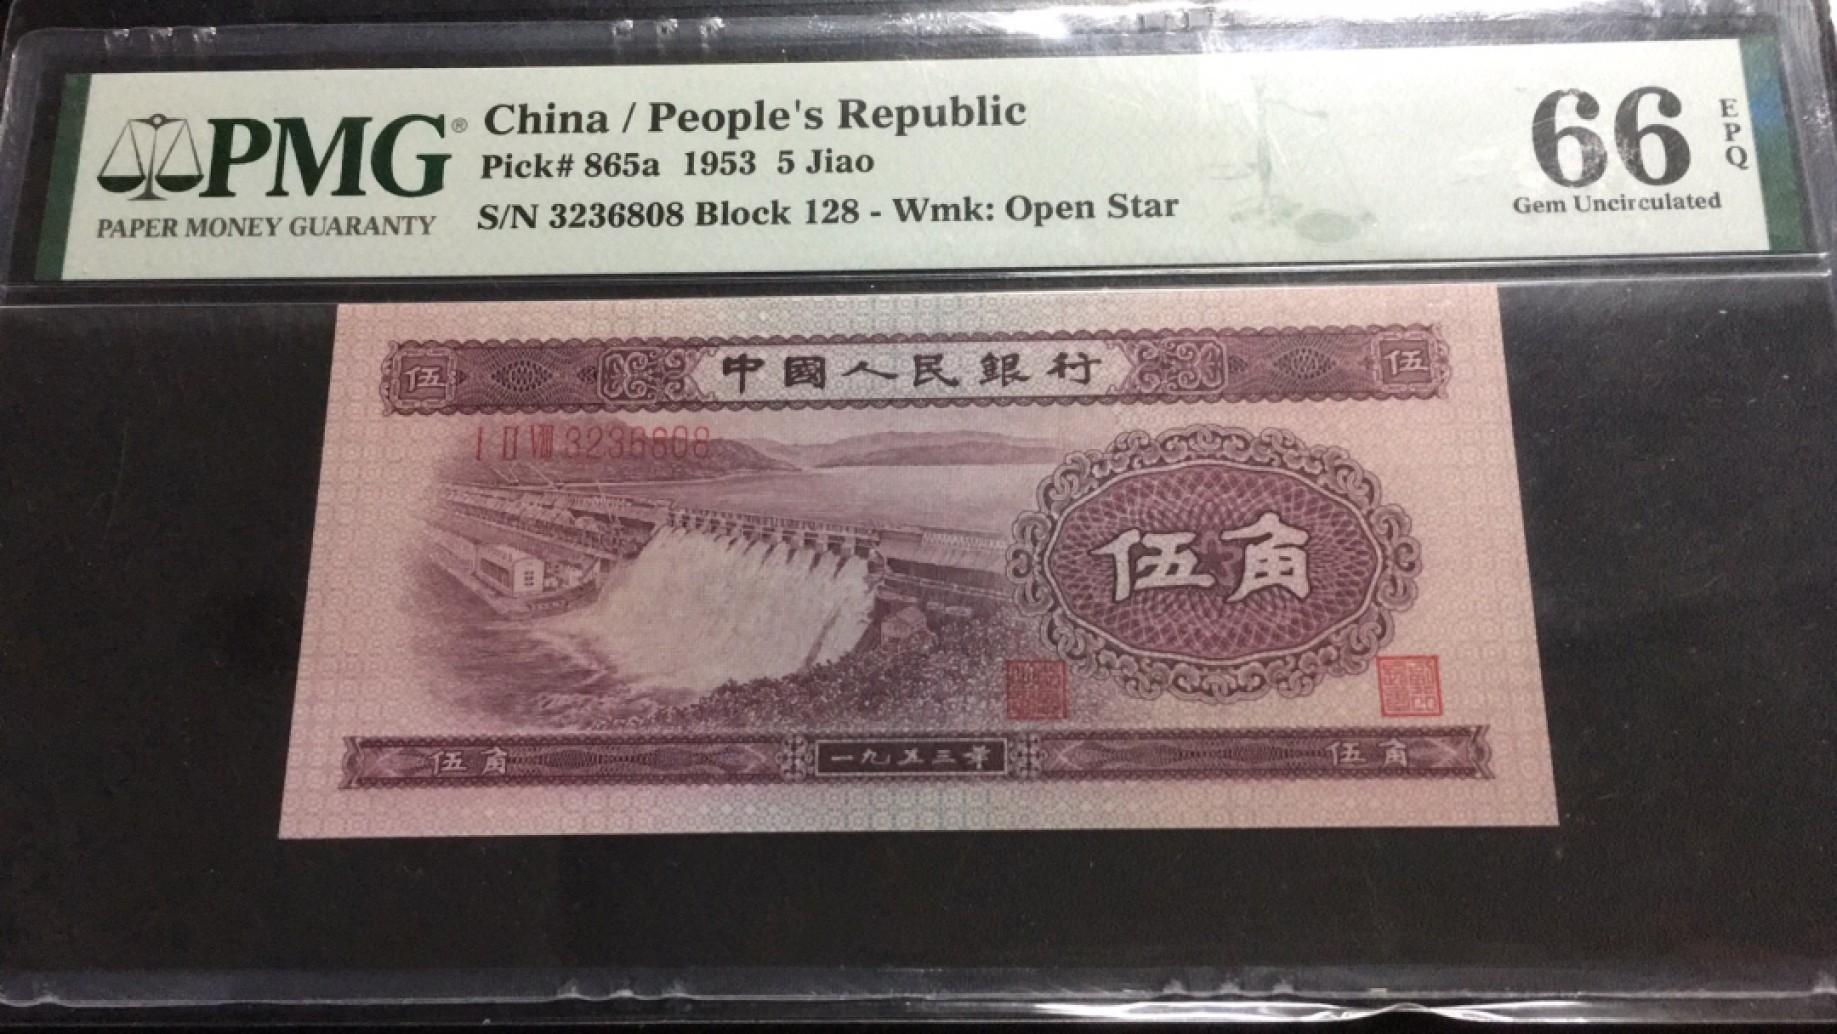 PMG®
PAPER MONEY GUARANTY
China / People's Republic
Pick# 865a 1953 5 Jiao
S/N 3236808 Block 128 - Wmk: Open Star
66 EPQ
Gem Uncirculated
伍 中國人民銀行 伍
I II VIII 3236808
伍角
伍角 一九五三年 伍角